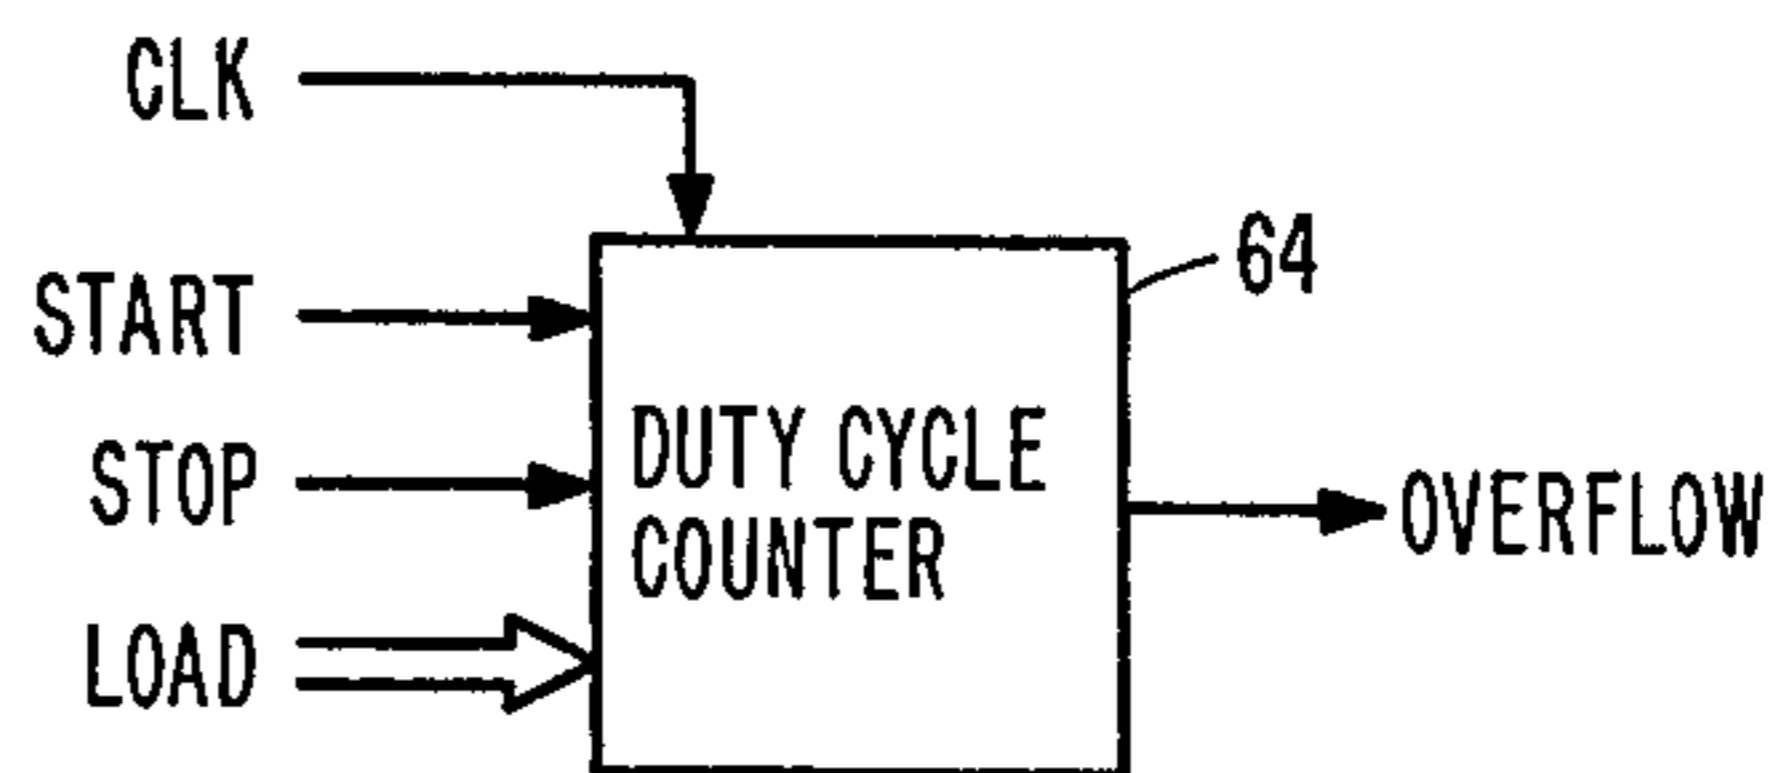 CLK
START
64
DUTY CYCLE
COUNTER
STOP
OVERFLOW
LOAD